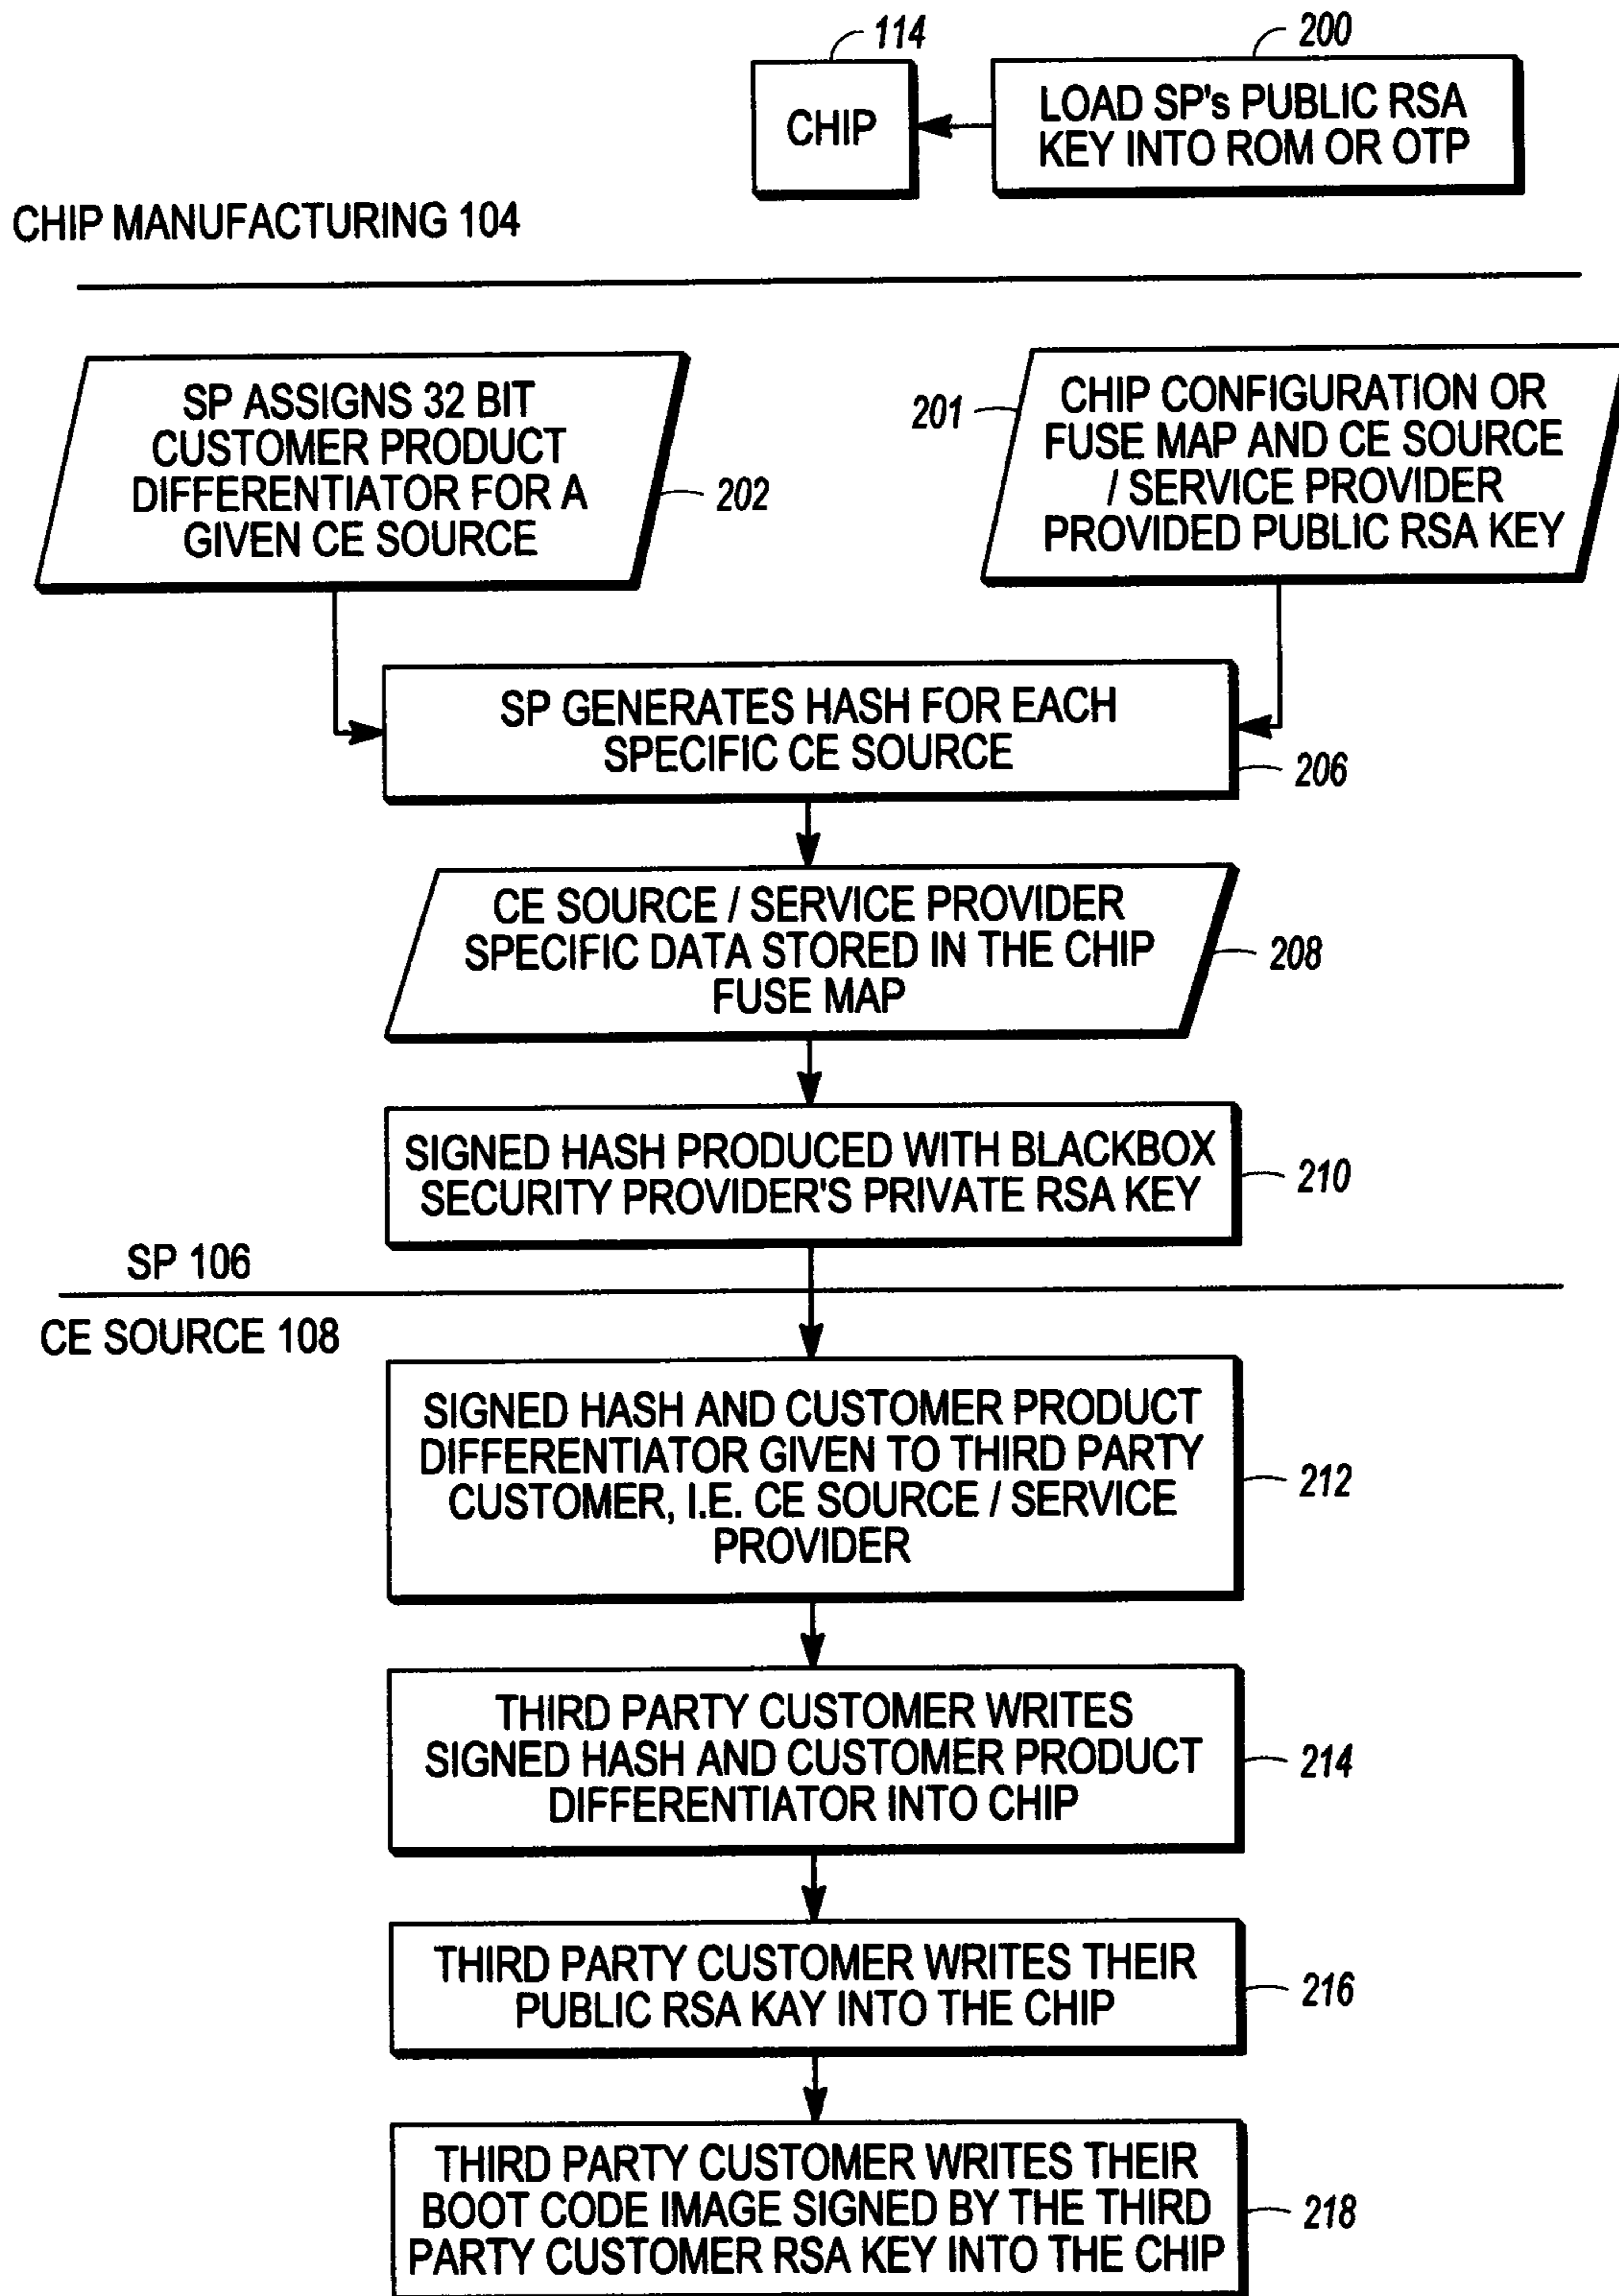 114
200
CHIP
LOAD SP's PUBLIC RSA
KEY INTO ROM OR OTP
CHIP MANUFACTURING 104
SP ASSIGNS 32 BIT
CUSTOMER PRODUCT
DIFFERENTIATOR FOR A
GIVEN CE SOURCE
202
201
CHIP CONFIGURATION OR
FUSE MAP AND CE SOURCE
/ SERVICE PROVIDER
PROVIDED PUBLIC RSA KEY
SP GENERATES HASH FOR EACH
SPECIFIC CE SOURCE
206
CE SOURCE / SERVICE PROVIDER
SPECIFIC DATA STORED IN THE CHIP
FUSE MAP
208
SIGNED HASH PRODUCED WITH BLACKBOX
SECURITY PROVIDER'S PRIVATE RSA KEY
210
SP 106
CE SOURCE 108
SIGNED HASH AND CUSTOMER PRODUCT
DIFFERENTIATOR GIVEN TO THIRD PARTY
CUSTOMER, I.E. CE SOURCE / SERVICE
PROVIDER
212
THIRD PARTY CUSTOMER WRITES
SIGNED HASH AND CUSTOMER PRODUCT
DIFFERENTIATOR INTO CHIP
214
THIRD PARTY CUSTOMER WRITES THEIR
PUBLIC RSA KAY INTO THE CHIP
216
THIRD PARTY CUSTOMER WRITES THEIR
BOOT CODE IMAGE SIGNED BY THE THIRD
PARTY CUSTOMER RSA KEY INTO THE CHIP
218